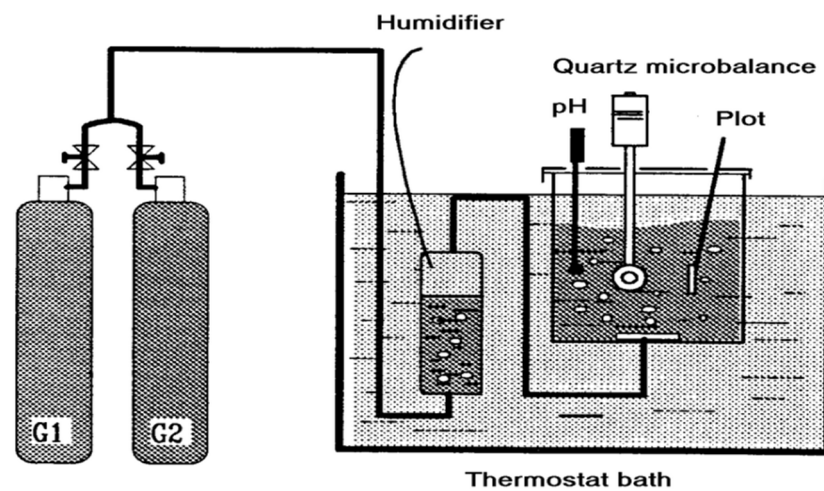 Humidifier
Quartz microbalance
pH
Plot
G1
G2
Thermostat bath